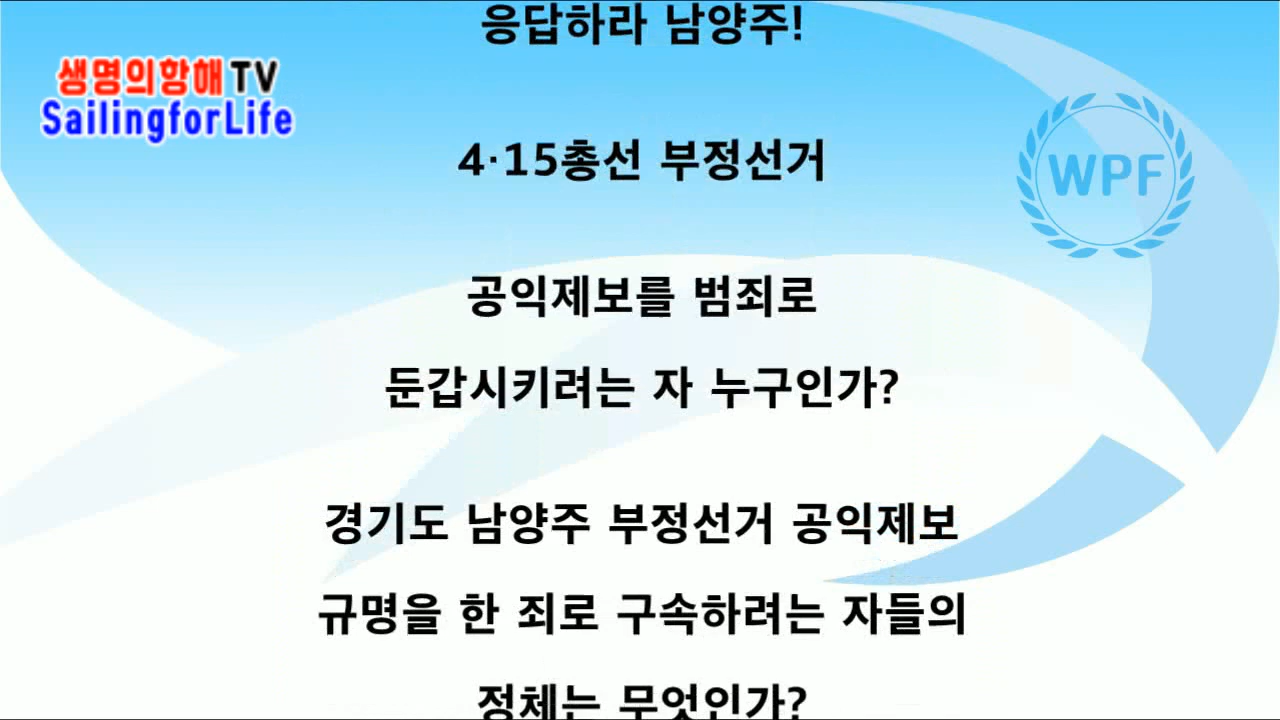 응답하라 남양주!
생명의항해TV
SailingforLife
4·15총선 부정선거
WPF
공익제보를 범죄로
둔갑시키려는 자 누구인가?
경기도 남양주 부정선거 공익제보
규명을 한 죄로 구속하려는 자들의
정체는 무엇인가?